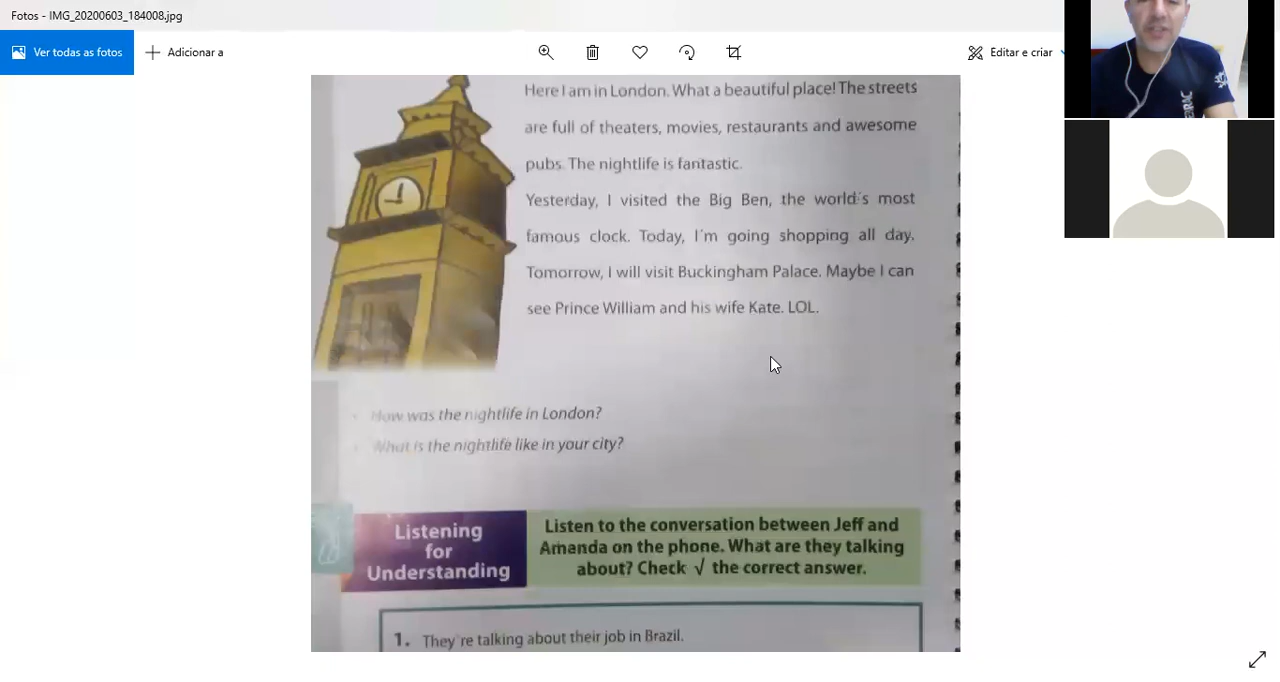 Fotos - IMG_20200603_184008.jpg
Ver todas as fotos
Adicionar a
Editar e criar
Here I am in London. What a beautiful place! The streets
are full of theaters, movies, restaurants and awesome
pubs. The nightlife is fantastic.
Yesterday, I visited the Big Ben, the world´s most
famous clock. Today, I´m going shopping all day.
Tomorrow, I will visit Buckingham Palace. Maybe I can
see Prince William and his wife Kate. LOL.
How was the nightlife in London?
What is the nightlife like in your city?
Listening
for
Understanding
Listen to the conversation between Jeff and
Amanda on the phone. What are they talking
about? Check √ the correct answer.
1. They´re talking about their job in Brazil.